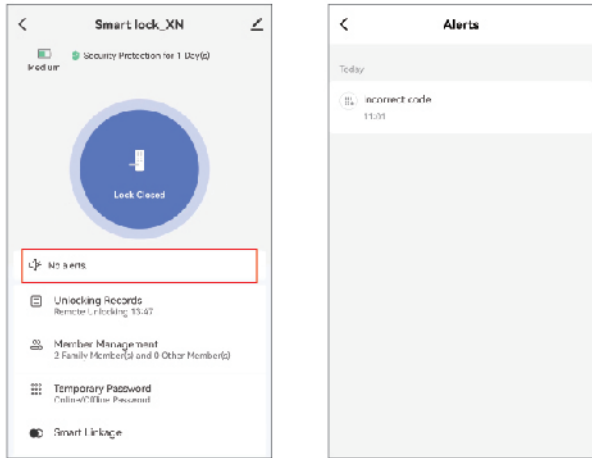 Smart lock_XN
Medium
Security Protection for 1 Day(s)
Lock Closed
No alerts
Unlocking Records
Remote Unlocking 13:47
Member Management
2 Family Member(s) and 0 Other Member(s)
Temporary Password
Online/Offline Password
Smart Linkage
Alerts
Today
Incorrect code
11:01